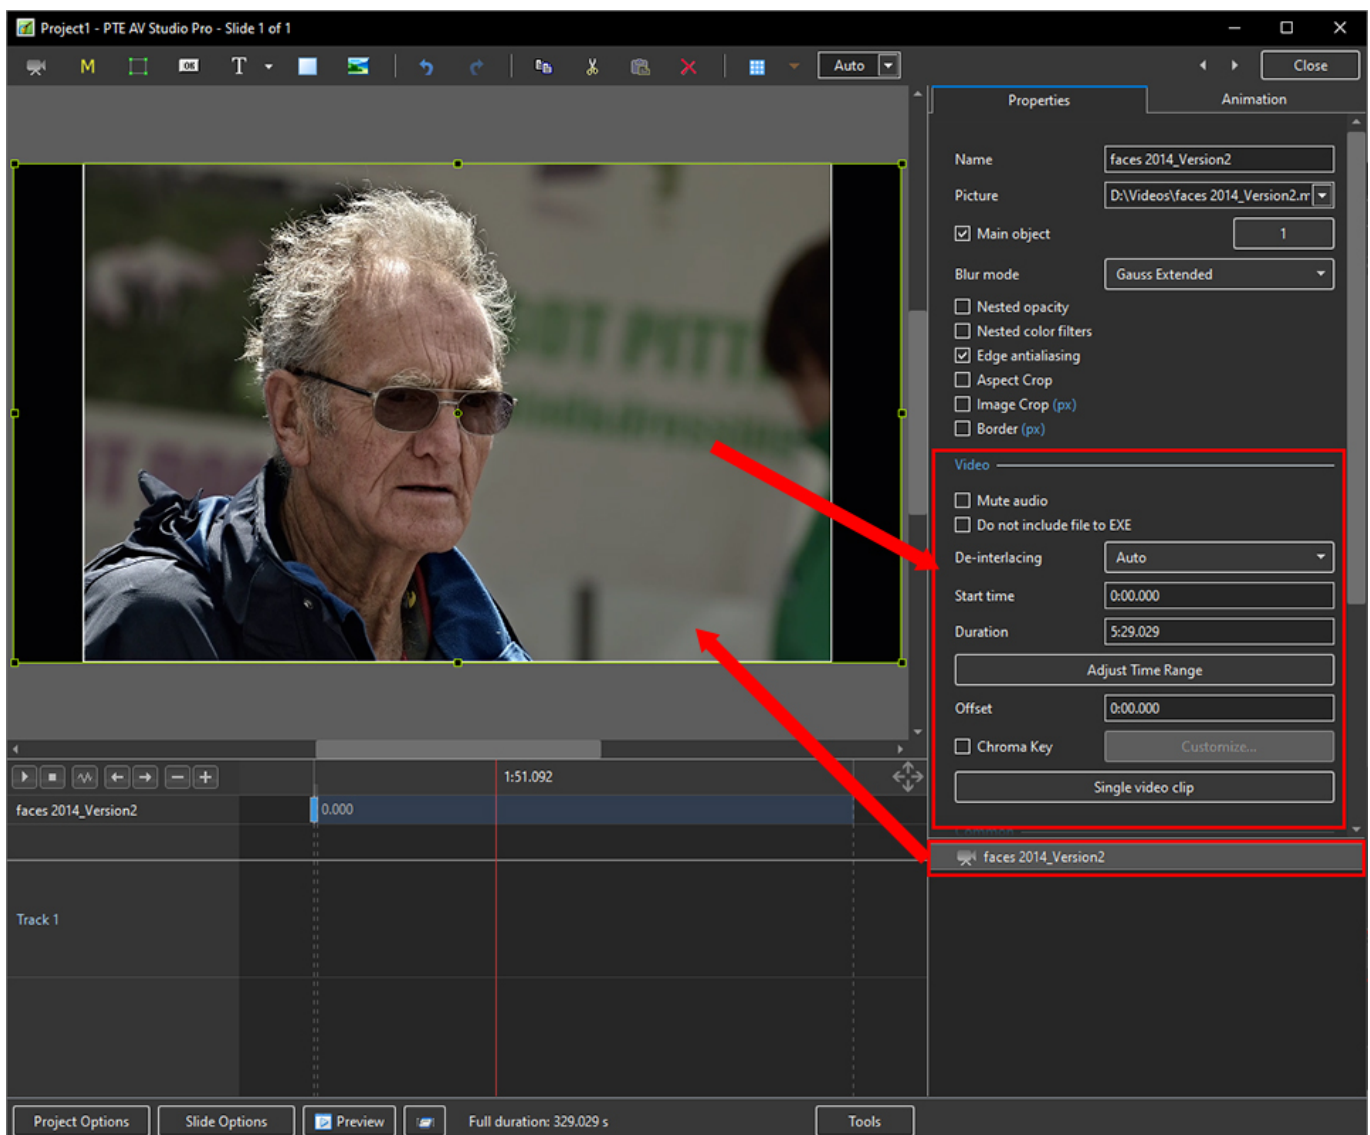 Project1 - PTE AV Studio Pro - Slide 1 of 1
M
OK
T
Auto
Close
Properties
Animation
Name
faces 2014_Version2
Picture
D:\Videos\faces 2014_Version2.m
Main object
1
Blur mode
Gauss Extended
Nested opacity
Nested color filters
Edge antialiasing
Aspect Crop
Image Crop (px)
Border (px)
Video
Mute audio
Do not include file to EXE
De-interlacing
Auto
Start time
0:00.000
Duration
5:29.029
Adjust Time Range
Offset
0:00.000
Chroma Key
Customize...
Single video clip
Common
faces 2014_Version2
1:51.092
faces 2014_Version2
0.000
Track 1
Project Options
Slide Options
Preview
Full duration: 329.029 s
Tools